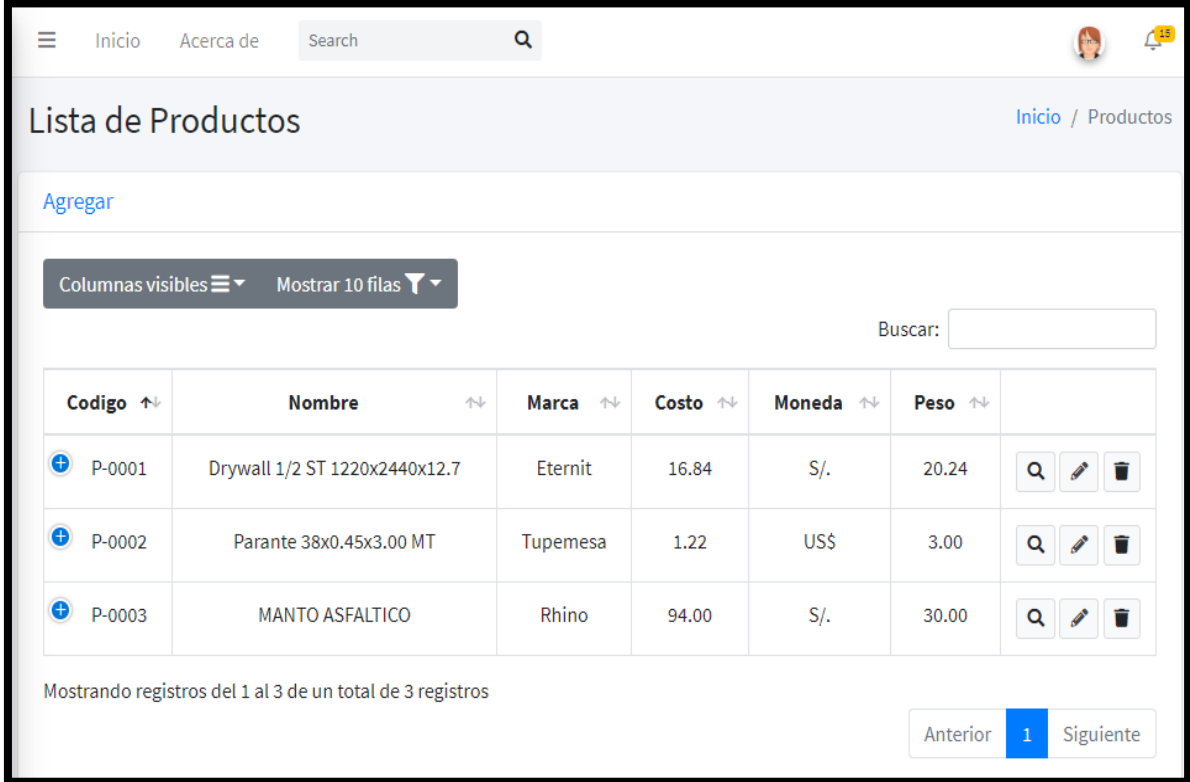 Inicio Acerca de Search 15
Lista de Productos Inicio / Productos
Agregar
Columnas visibles Mostrar 10 filas
Buscar:
Codigo Nombre Marca Costo Moneda Peso
P-0001 Drywall 1/2 ST 1220x2440x12.7 Eternit 16.84 S/. 20.24
P-0002 Parante 38x0.45x3.00 MT Tupemesa 1.22 US$ 3.00
P-0003 MANTO ASFALTICO Rhino 94.00 S/. 30.00
Mostrando registros del 1 al 3 de un total de 3 registros
Anterior 1 Siguiente